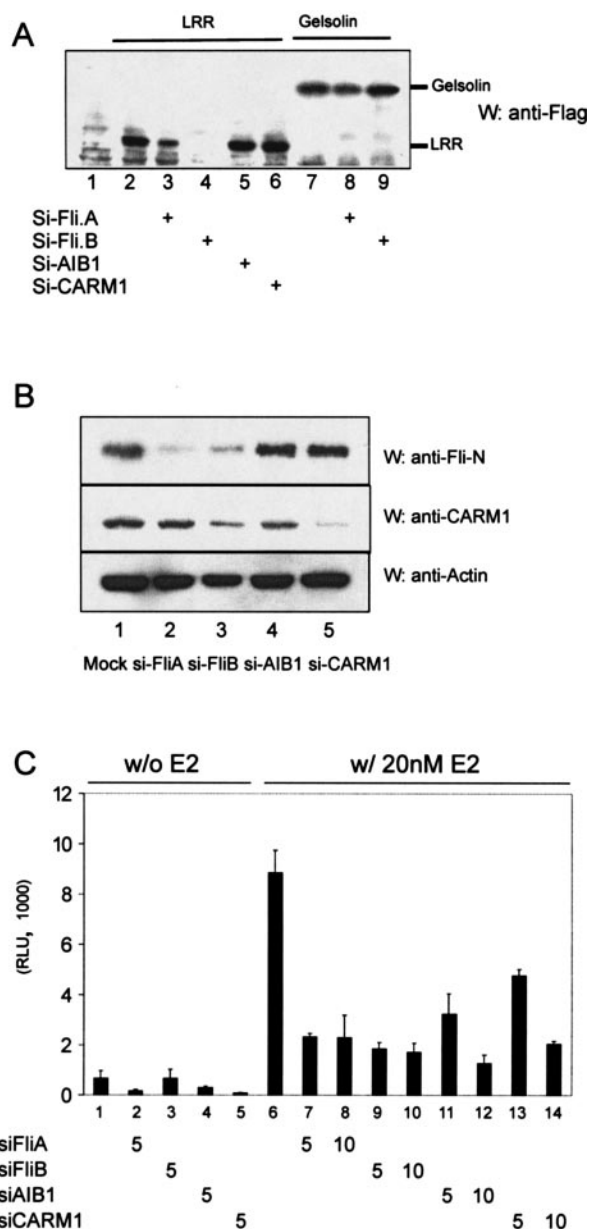 A
LRR Gelsolin
Gelsolin
W: anti-Flag
LRR
1 2 3 4 5 6 7 8 9
Si-Fli.A + +
Si-Fli.B + +
Si-AIB1 +
Si-CARM1 +
B
W: anti-Fli-N
W: anti-CARM1
W: anti-Actin
1 2 3 4 5
Mock si-FliA si-FliB si-AIB1 si-CARM1
C
w/o E2 w/ 20nM E2
12
10
8
6
4
2
0
(RLU, 1000)
1 2 3 4 5 6 7 8 9 10 11 12 13 14
siFliA 5 5 10
siFliB 5 5 10
siAIB1 5 5 10
siCARM1 5 5 10